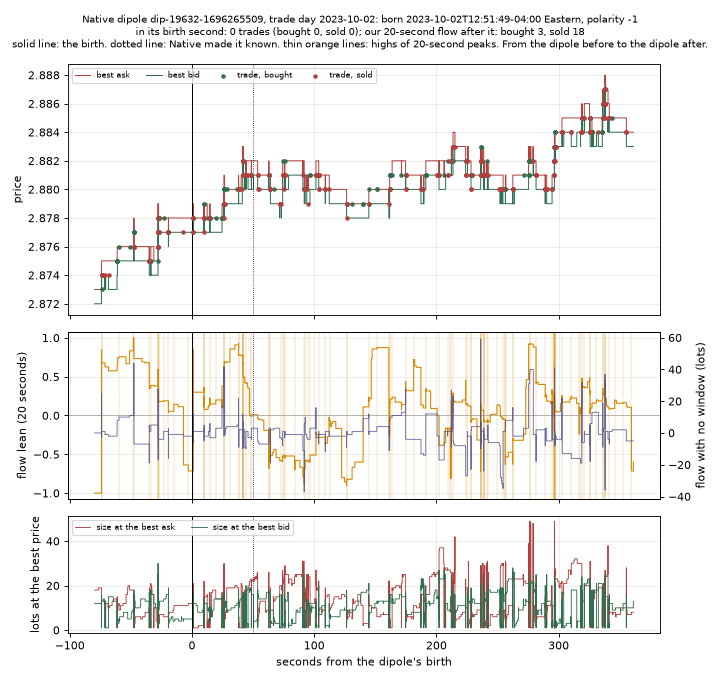 Native dipole dip-19632-1696265509, trade day 2023-10-02: born 2023-10-02T12:51:49-04:00 Eastern, polarity -1
in its birth second: 0 trades (bought 0, sold 0); our 20-second flow after it: bought 3, sold 18
solid line: the birth. dotted line: Native made it known. thin orange lines: highs of 20-second peaks. From the dipole before to the dipole after.
best ask
best bid
trade, bought
trade, sold
2.888
2.886
2.884
2.882
2.880
2.878
2.876
2.874
2.872
price
1.0
0.5
0.0
−0.5
−1.0
flow lean (20 seconds)
60
40
20
0
−20
−40
flow with no window (lots)
size at the best ask
size at the best bid
40
20
0
lots at the best price
−100
0
100
200
300
seconds from the dipole's birth